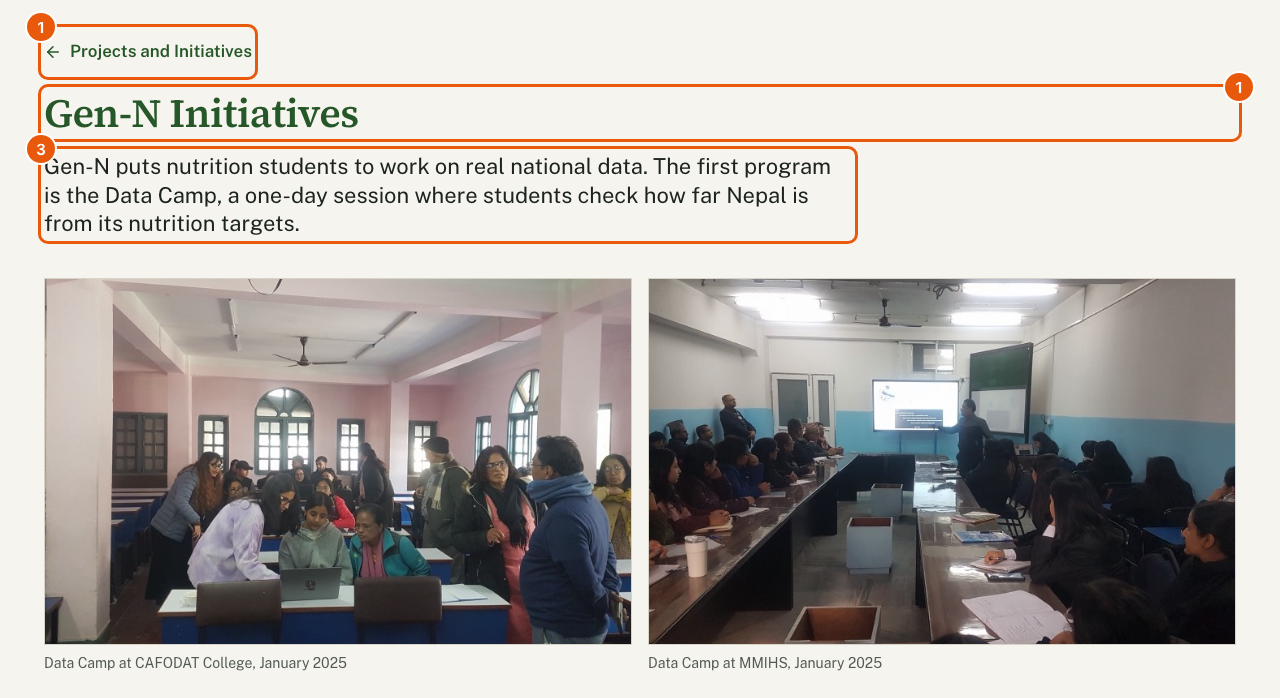 1
← Projects and Initiatives
Gen-N Initiatives
1
3
Gen-N puts nutrition students to work on real national data. The first program
is the Data Camp, a one-day session where students check how far Nepal is
from its nutrition targets.
Data Camp at CAFODAT College, January 2025
Data Camp at MMIHS, January 2025